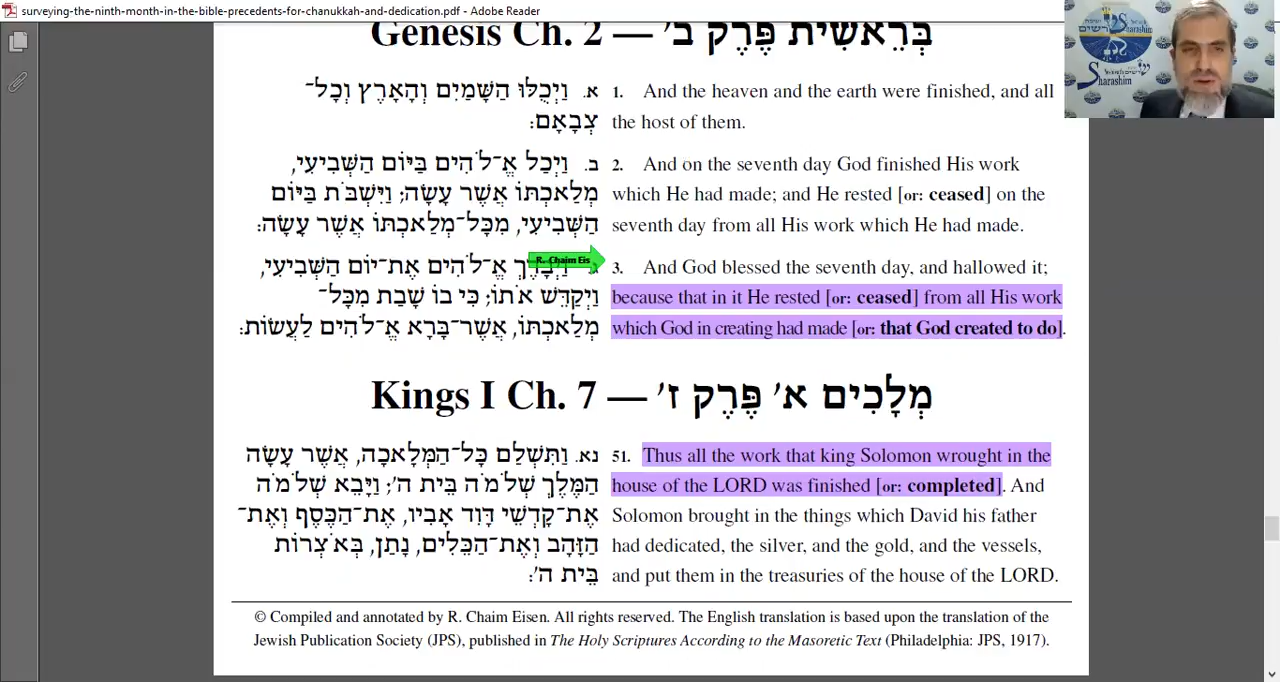 surveying-the-ninth-month-in-the-bible-precedents-for-chanukkah-and-dedication.pdf - Adobe Reader
Genesis Ch. 2 — בְּרֵאשִׁית פֶּרֶק ב׳
1. And the heaven and the earth were finished, and all
the host of them.
א. וַיְכֻלּוּ הַשָּׁמַיִם וְהָאָרֶץ וְכָל־
צְבָאָם:
2. And on the seventh day God finished His work
which He had made; and He rested [or: ceased] on the
seventh day from all His work which He had made.
ב. וַיְכַל אֱ־לֹהִים בַּיּוֹם הַשְּׁבִיעִי,
מְלַאכְתּוֹ אֲשֶׁר עָשָׂה; וַיִּשְׁבֹּת בַּיּוֹם
הַשְּׁבִיעִי, מִכָּל־מְלַאכְתּוֹ אֲשֶׁר עָשָׂה:
3. And God blessed the seventh day, and hallowed it;
because that in it He rested [or: ceased] from all His work
which God in creating had made [or: that God created to do].
R. Chaim Eis
ג. וַיְבָרֶךְ אֱ־לֹהִים אֶת־יוֹם הַשְּׁבִיעִי,
וַיְקַדֵּשׁ אֹתוֹ; כִּי בוֹ שָׁבַת מִכָּל־
מְלַאכְתּוֹ, אֲשֶׁר־בָּרָא אֱ־לֹהִים לַעֲשׂוֹת:
Kings I Ch. 7 — מְלָכִים א׳ פֶּרֶק ז׳
51. Thus all the work that king Solomon wrought in the
house of the LORD was finished [or: completed]. And
Solomon brought in the things which David his father
had dedicated, the silver, and the gold, and the vessels,
and put them in the treasuries of the house of the LORD.
נא. וַתִּשְׁלַם כָּל־הַמְּלָאכָה, אֲשֶׁר עָשָׂה
הַמֶּלֶךְ שְׁלֹמֹה בֵּית ה׳; וַיָּבֵא שְׁלֹמֹה
אֶת־קָדְשֵׁי דָּוִד אָבִיו, אֶת־הַכֶּסֶף וְאֶת־
הַזָּהָב וְאֶת־הַכֵּלִים, נָתַן, בְּאֹצְרוֹת
בֵּית ה׳:
© Compiled and annotated by R. Chaim Eisen. All rights reserved. The English translation is based upon the translation of the
Jewish Publication Society (JPS), published in The Holy Scriptures According to the Masoretic Text (Philadelphia: JPS, 1917).
Sharashim